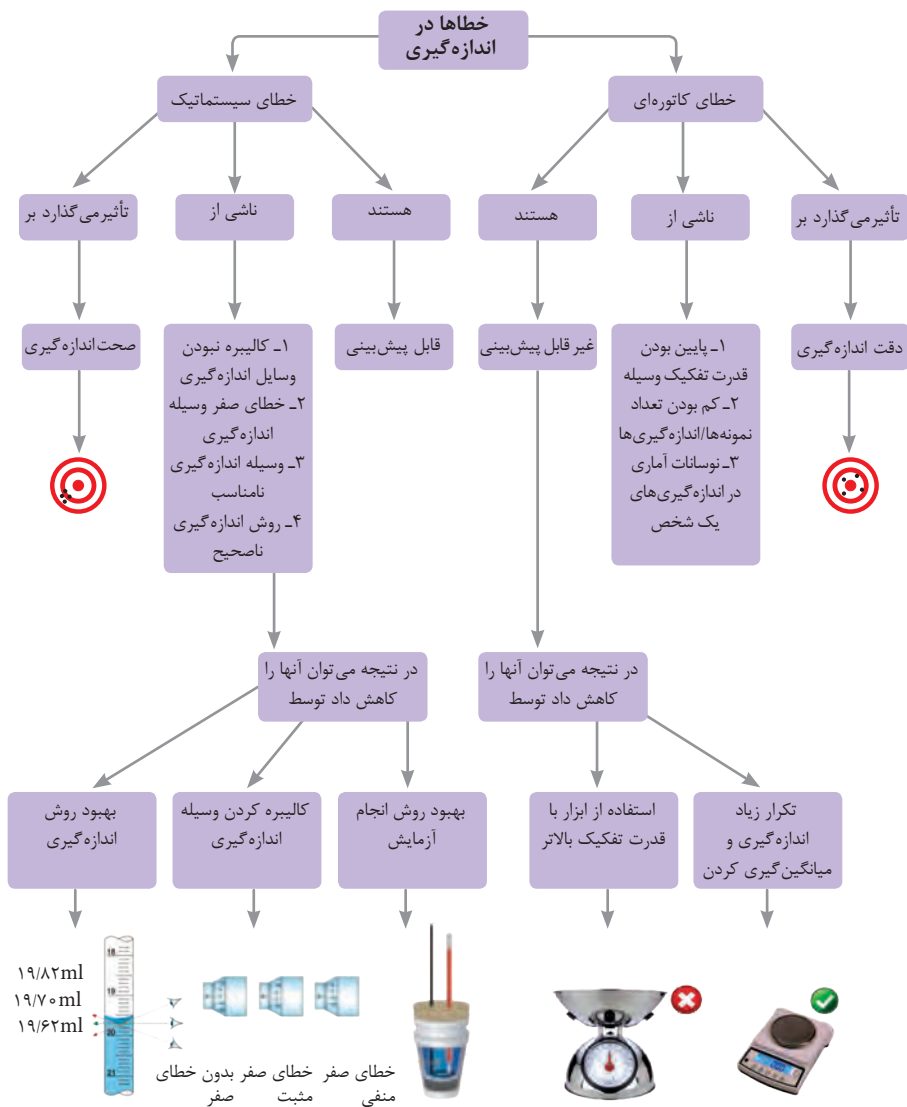 خطاها در
اندازه‌گیری
خطای کاتوره‌ای
خطای سیستماتیک
تأثیرمی‌گذارد بر
ناشی از
هستند
هستند
ناشی از
تأثیرمی‌گذارد بر
دقت اندازه‌گیری
۱ـ پایین بودن
قدرت تفکیک وسیله
۲ـ کم بودن تعداد
نمونه‌ها/اندازه‌گیری‌ها
۳ـ نوسانات آماری
در اندازه‌گیری‌های
یک شخص
غیر قابل پیش‌بینی
قابل پیش‌بینی
۱ـ کالیبره نبودن
وسایل اندازه‌گیری
۲ـ خطای صفر وسیله
اندازه‌گیری
۳ـ وسیله اندازه‌گیری
نامناسب
۴ـ روش اندازه‌گیری
ناصحیح
صحت‌اندازه‌گیری
در نتیجه می‌توان آنها را
کاهش داد توسط
در نتیجه می‌توان آنها را
کاهش داد توسط
تکرار زیاد
اندازه‌گیری و
میانگین‌گیری کردن
استفاده از ابزار با
قدرت تفکیک بالاتر
بهبود روش انجام
آزمایش
کالیبره کردن وسیله
اندازه‌گیری
بهبود روش
اندازه‌گیری
خطای صفر
منفی
خطای صفر
مثبت
بدون خطای
صفر
18
19
20
21
۱۹/۸۲ml
۱۹/۷۰ml
۱۹/۶۲ml